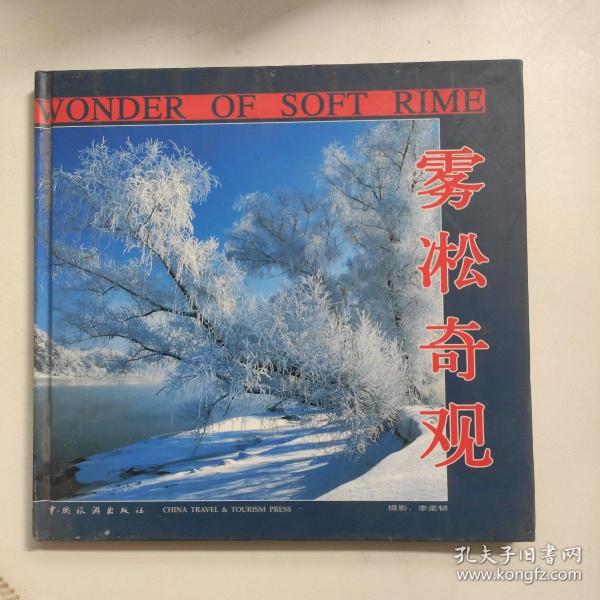 WONDER OF SOFT RIME
雾凇奇观
中国旅游出版社 CHINA TRAVEL & TOURISM PRESS
摄影：李柔韧
孔夫子旧书网
www.kongfz.com